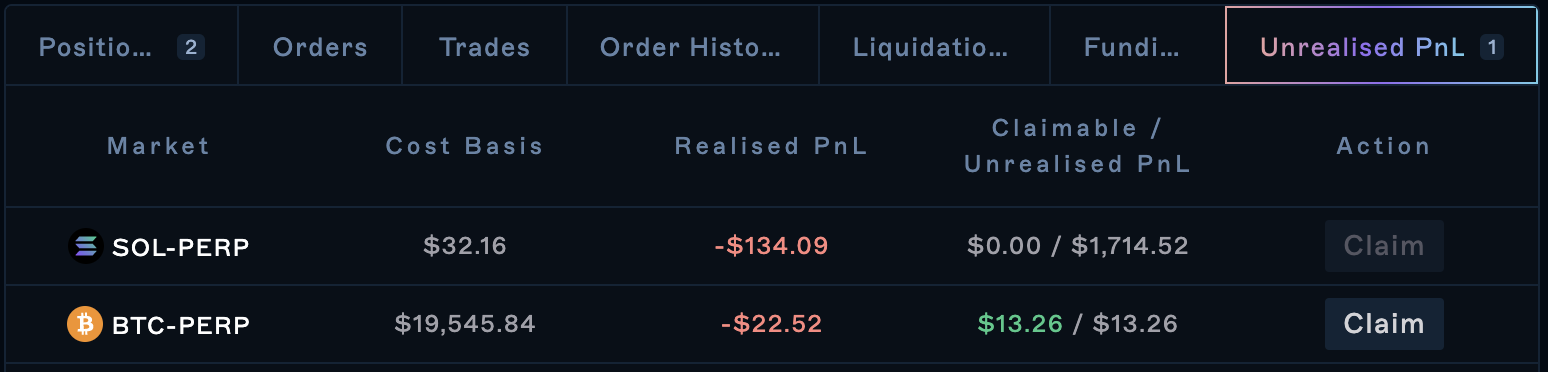 Positio... 2 Orders Trades Order Histo... Liquidatio... Fundi... Unrealised PnL 1
Market Cost Basis Realised PnL Claimable / Unrealised PnL Action
SOL-PERP $32.16 -$134.09 $0.00 / $1,714.52 Claim
BTC-PERP $19,545.84 -$22.52 $13.26 / $13.26 Claim